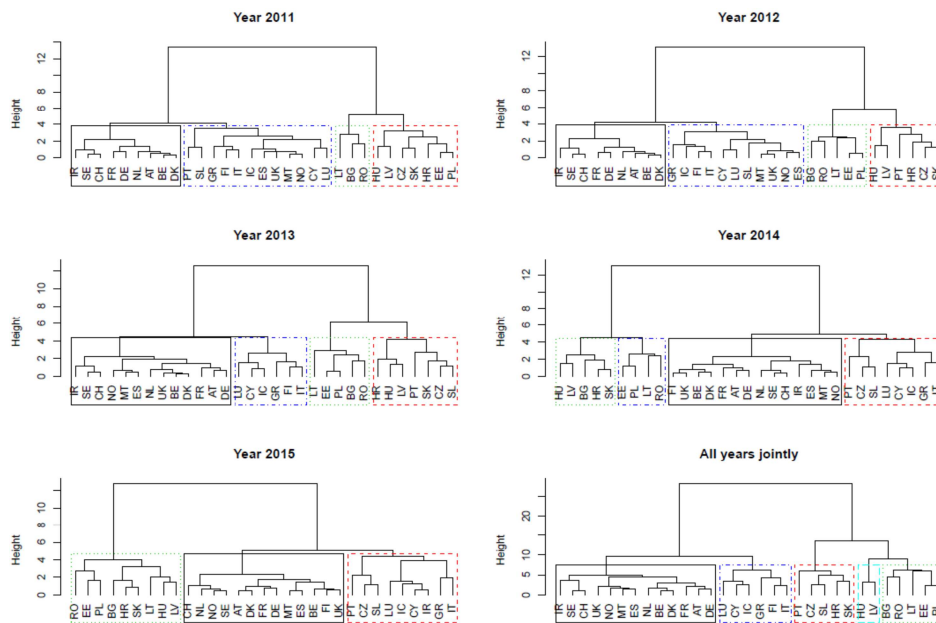 Year 2011
Height
12
8
6
4
2
0
IR SE CH FR DE NL AT BE DK PT SL GR FI IT IC ES UK MT NO CY LU LT BG RO HU LV CZ SK HR EE PL
Year 2012
Height
12
8
6
4
2
0
IR SE CH FR DE NL AT BE DK GR IC FI IT CY LU SL MT UK NO ES BG RO LT EE PL HU LV PT HR CZ SK
Year 2013
Height
10
8
6
4
2
0
IR SE CH NO MT ES NL UK BE DK FR AT DE LU CY IC GR FI IT LT EE PL BG RO HR HU LV PT SK CZ SL
Year 2014
Height
12
8
6
4
2
0
HU LV BG HR SK EE PL LT RO FI UK BE DK FR AT DE NL SE CH IR ES MT NO PT CZ SL LU CY IC GR IT
Year 2015
Height
10
8
6
4
2
0
RO EE PL BG HR SK LT HU LV CH NL NO SE AT DK FR DE MT ES BE FI UK PT CZ SL LU IC CY IR GR IT
All years jointly
Height
20
10
5
0
IR SE CH UK NO MT ES NL BE DK FR AT DE LU CY IC GR FI IT PT CZ SL HR SK HU LV BG RO LT EE PL